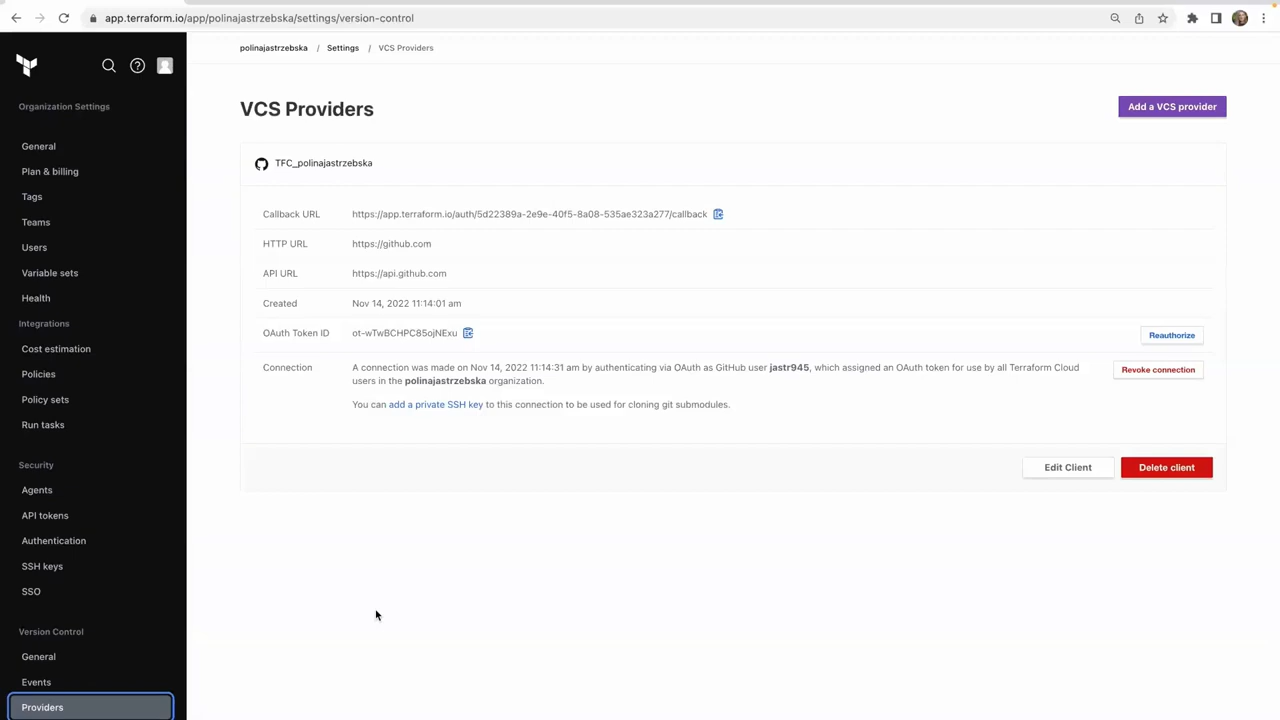 app.terraform.io/app/polinajastrzebska/settings/version-control
polinajastrzebska / Settings / VCS Providers
Organization Settings
General
Plan & billing
Tags
Teams
Users
Variable sets
Health
Integrations
Cost estimation
Policies
Policy sets
Run tasks
Security
Agents
API tokens
Authentication
SSH keys
SSO
Version Control
General
Events
Providers
VCS Providers
Add a VCS provider
TFC_polinajastrzebska
Callback URL https://app.terraform.io/auth/5d22389a-2e9e-40f5-8a08-535ae323a277/callback
HTTP URL https://github.com
API URL https://api.github.com
Created Nov 14, 2022 11:14:01 am
OAuth Token ID ot-wTwBCHPC85ojNExu
Reauthorize
Connection A connection was made on Nov 14, 2022 11:14:31 am by authenticating via OAuth as GitHub user jastr945, which assigned an OAuth token for use by all Terraform Cloud
users in the polinajastrzebska organization.
Revoke connection
You can add a private SSH key to this connection to be used for cloning git submodules.
Edit Client
Delete client